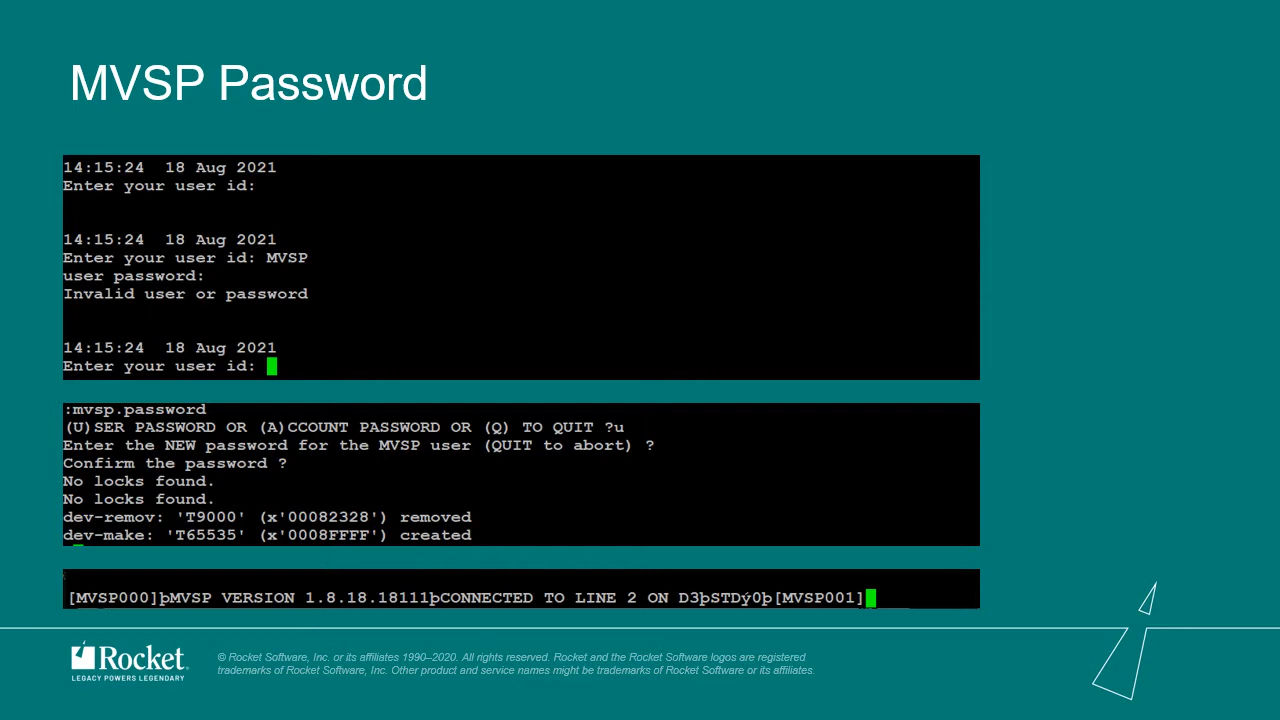 MVSP Password
14:15:24  18 Aug 2021
Enter your user id:
14:15:24  18 Aug 2021
Enter your user id: MVSP
user password:
Invalid user or password
14:15:24  18 Aug 2021
Enter your user id:
:mvsp.password
(U)SER PASSWORD OR (A)CCOUNT PASSWORD OR (Q) TO QUIT ?u
Enter the NEW password for the MVSP user (QUIT to abort) ?
Confirm the password ?
No locks found.
No locks found.
dev-remov: 'T9000' (x'00082328') removed
dev-make: 'T65535' (x'0008FFFF') created
[MVSP000]þMVSP VERSION 1.8.18.18111þCONNECTED TO LINE 2 ON D3þSTDý0þ[MVSP001]
Rocket
LEGACY POWERS LEGENDARY
© Rocket Software, Inc. or its affiliates 1990–2020. All rights reserved. Rocket and the Rocket Software logos are registered
trademarks of Rocket Software, Inc. Other product and service names might be trademarks of Rocket Software or its affiliates.